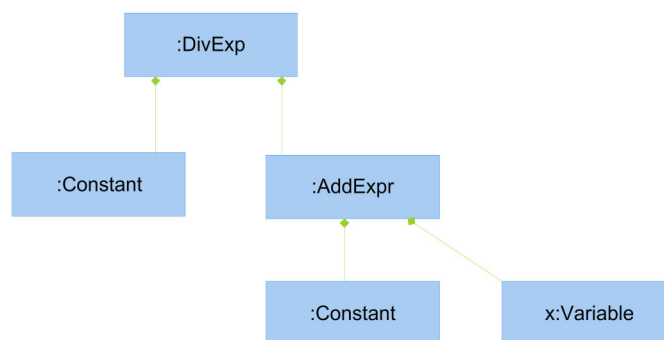 :DivExp
:Constant
:AddExpr
:Constant
x:Variable